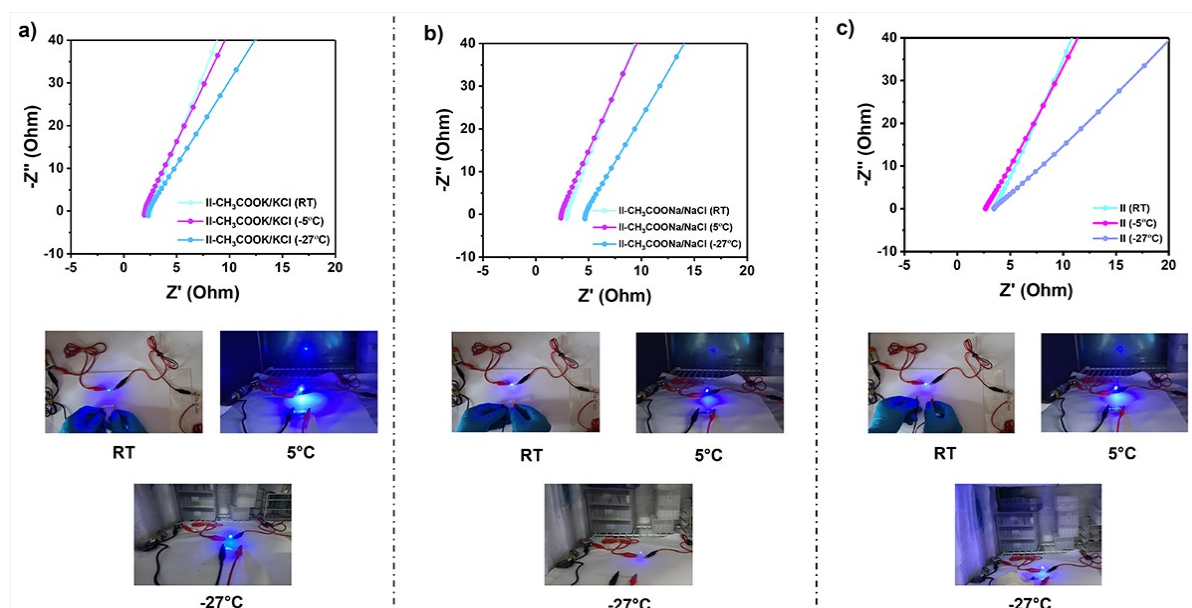 a)
40
30
20
10
0
-10
-Z'' (Ohm)
-5
0
5
10
15
20
Z' (Ohm)
II-CH₃COOK/KCl (RT)
II-CH₃COOK/KCl (-5°C)
II-CH₃COOK/KCl (-27°C)
RT
5°C
-27°C
b)
40
30
20
10
0
-10
-Z'' (Ohm)
-5
0
5
10
15
20
Z' (Ohm)
II-CH₃COONa/NaCl (RT)
II-CH₃COONa/NaCl (5°C)
II-CH₃COONa/NaCl (-27°C)
RT
5°C
-27°C
c)
40
30
20
10
0
-10
-Z'' (Ohm)
-5
0
5
10
15
20
Z' (Ohm)
II (RT)
II (-5°C)
II (-27°C)
RT
5°C
-27°C